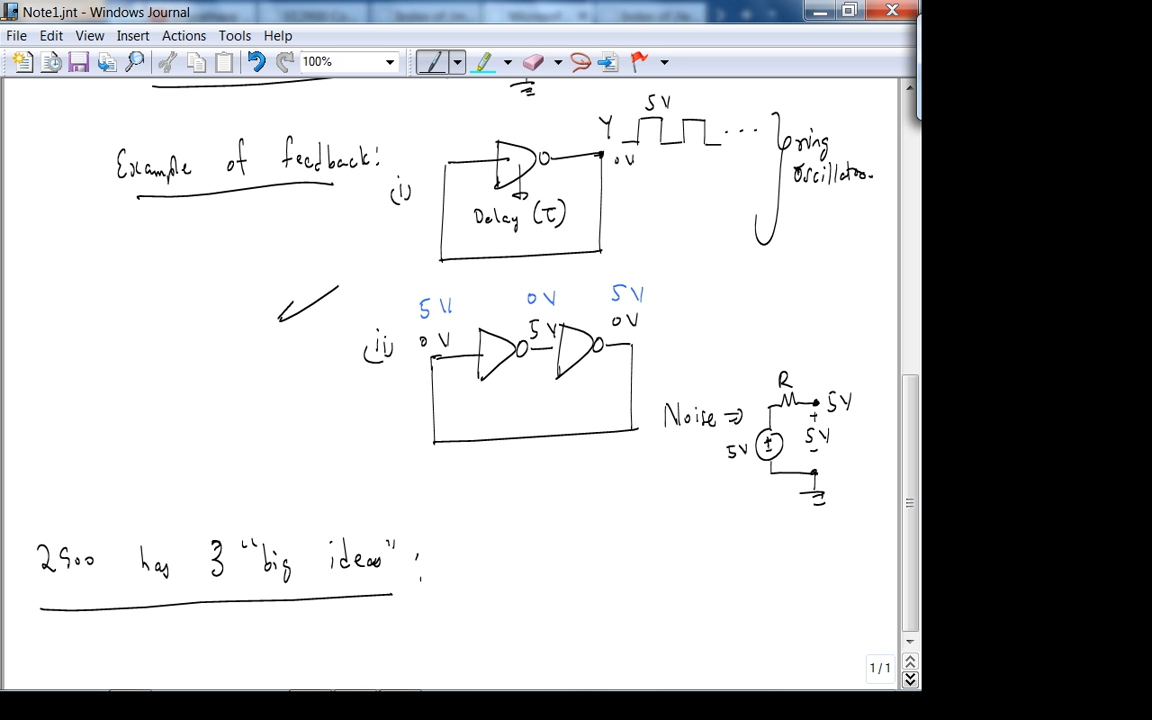 Note1.jnt - Windows Journal
File Edit View Insert Actions Tools Help
100%
5V
Y
0V
...
ring
Oscillator.
Example of feedback:
(i)
Delay (τ)
5V 0V 5V
(ii) 0V 5V 0V
R
5V
Noise ⇒
+
5V 5V
-
2900 has 3 "big ideas" :
1/1